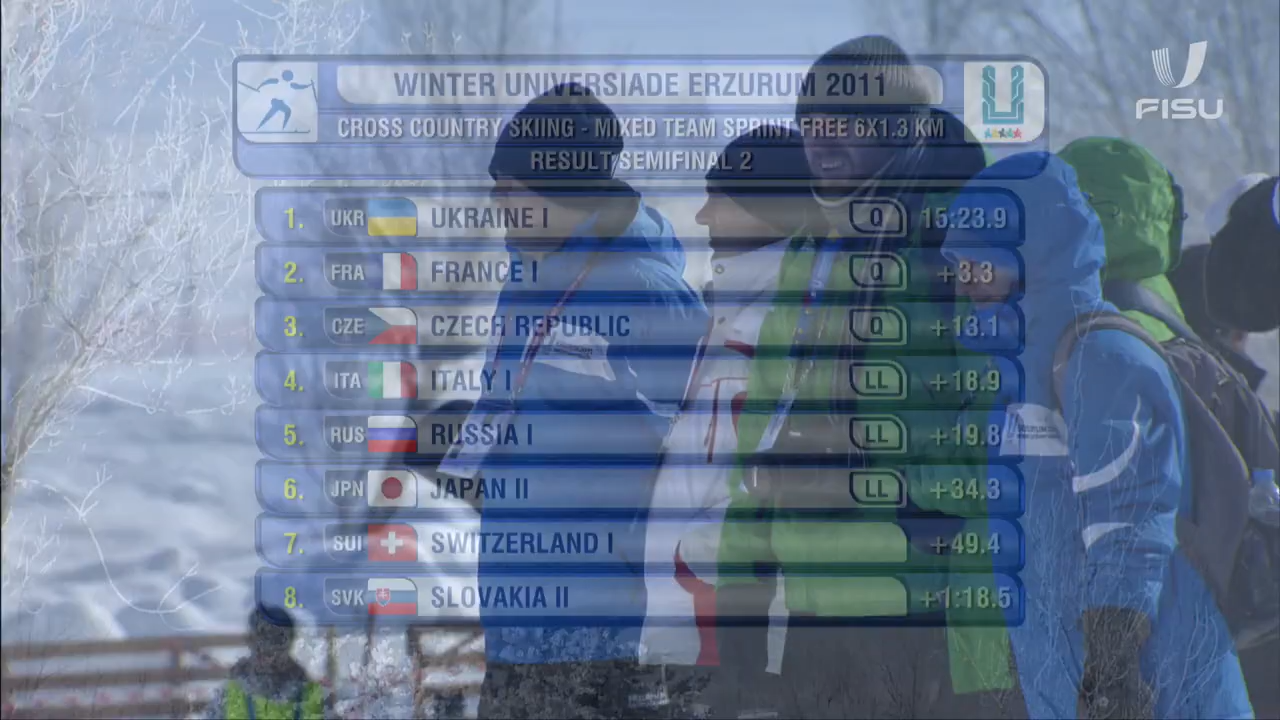 FISU
WINTER UNIVERSIADE ERZURUM 2011
CROSS COUNTRY SKIING - MIXED TEAM SPRINT FREE 6X1.3 KM
RESULT SEMIFINAL 2
1. UKR UKRAINE I Q 15:23.9
2. FRA FRANCE I Q +3.3
3. CZE CZECH REPUBLIC Q +13.1
4. ITA ITALY I LL +18.9
5. RUS RUSSIA I LL +19.8
6. JPN JAPAN II LL +34.3
7. SUI SWITZERLAND I +49.4
8. SVK SLOVAKIA II +1:18.5